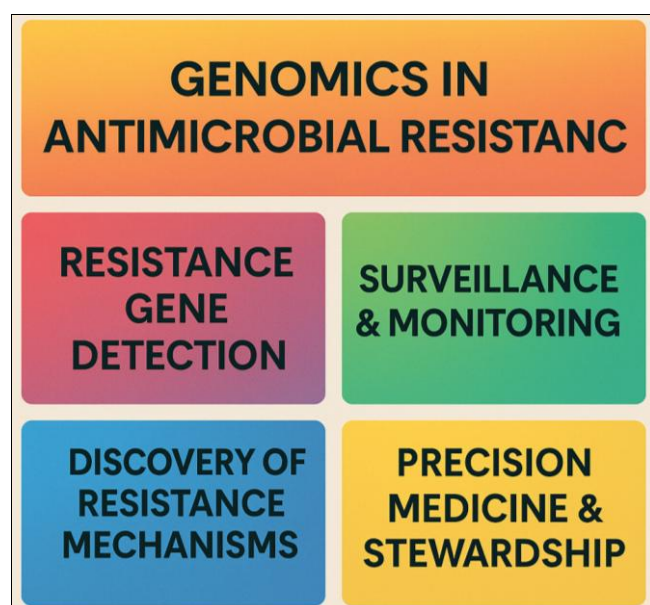 GENOMICS IN
ANTIMICROBIAL RESISTANC
RESISTANCE
GENE
DETECTION
SURVEILLANCE
& MONITORING
DISCOVERY OF
RESISTANCE
MECHANISMS
PRECISION
MEDICINE &
STEWARDSHIP